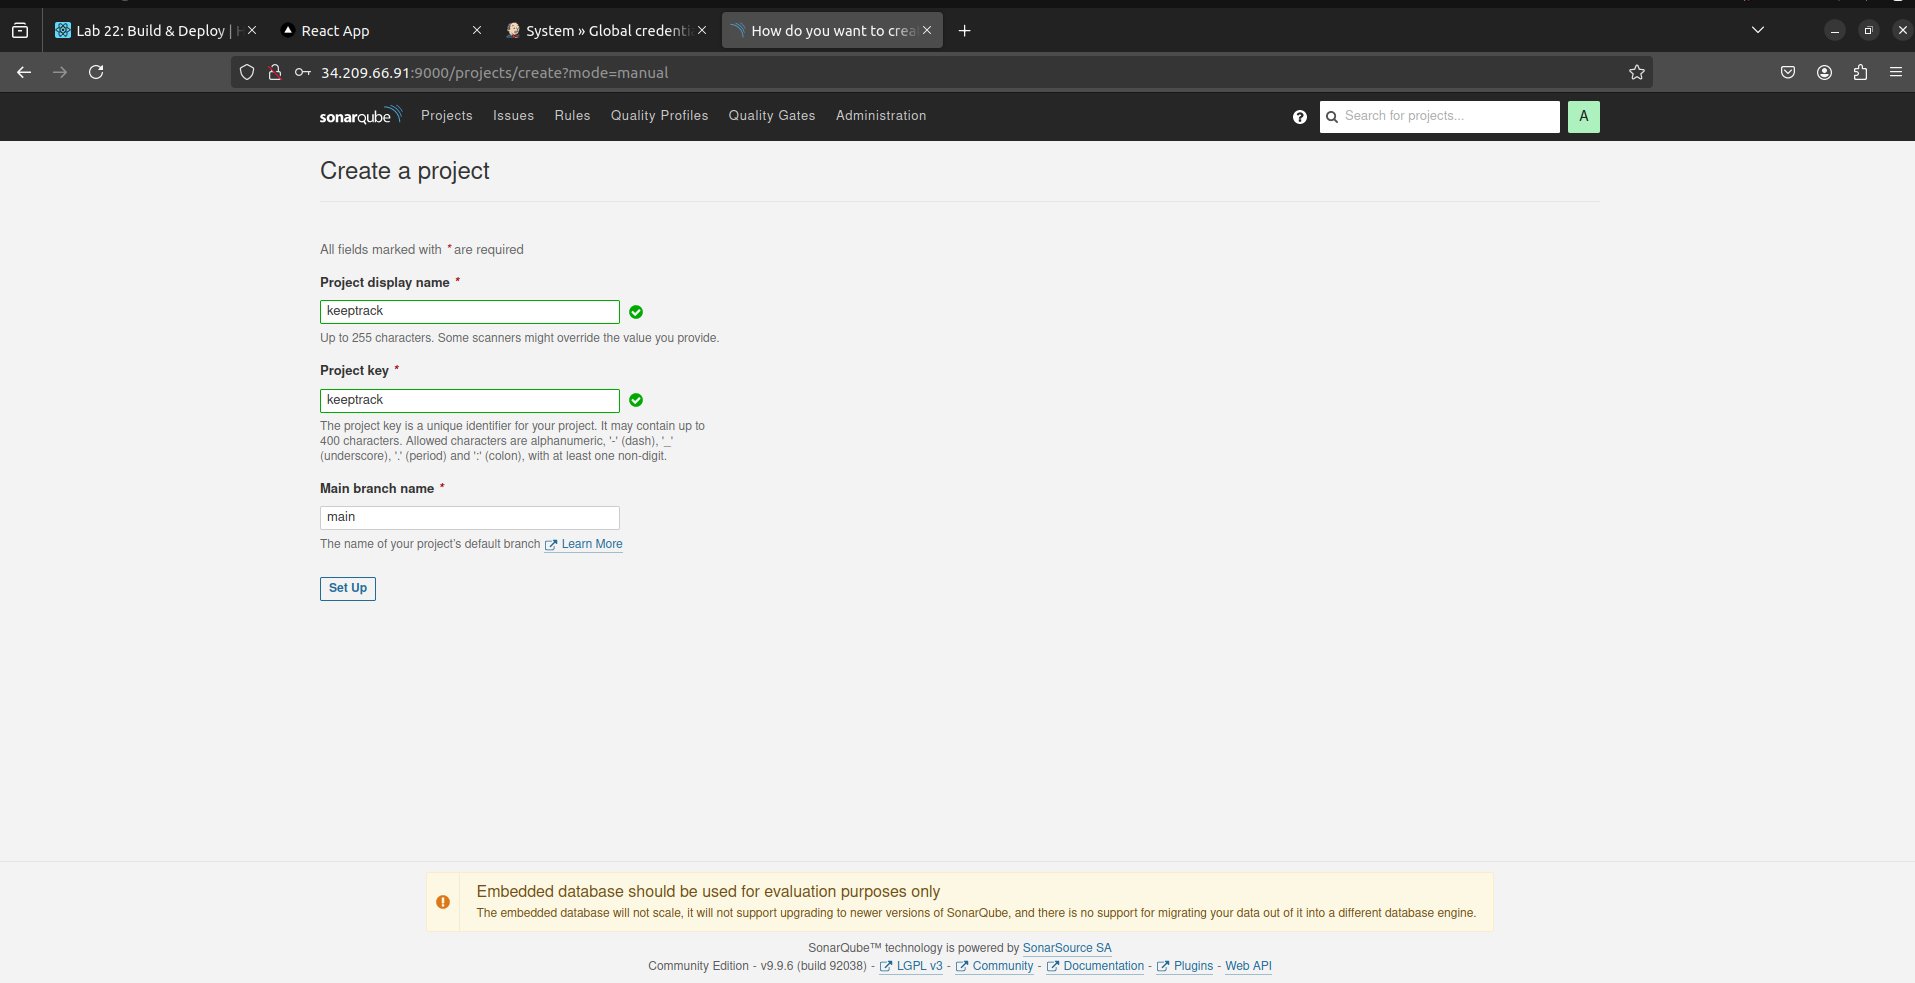 Lab 22: Build & Deploy |
React App
System » Global credenti
How do you want to crea
34.209.66.91:9000/projects/create?mode=manual
sonarqube
Projects
Issues
Rules
Quality Profiles
Quality Gates
Administration
?
Search for projects...
A
Create a project
All fields marked with * are required
Project display name *
keeptrack
Up to 255 characters. Some scanners might override the value you provide.
Project key *
keeptrack
The project key is a unique identifier for your project. It may contain up to
400 characters. Allowed characters are alphanumeric, '-' (dash), '_'
(underscore), '.' (period) and ':' (colon), with at least one non-digit.
Main branch name *
main
The name of your project's default branch Learn More
Set Up
Embedded database should be used for evaluation purposes only
The embedded database will not scale, it will not support upgrading to newer versions of SonarQube, and there is no support for migrating your data out of it into a different database engine.
SonarQube™ technology is powered by SonarSource SA
Community Edition - v9.9.6 (build 92038) - LGPL v3 - Community - Documentation - Plugins - Web API